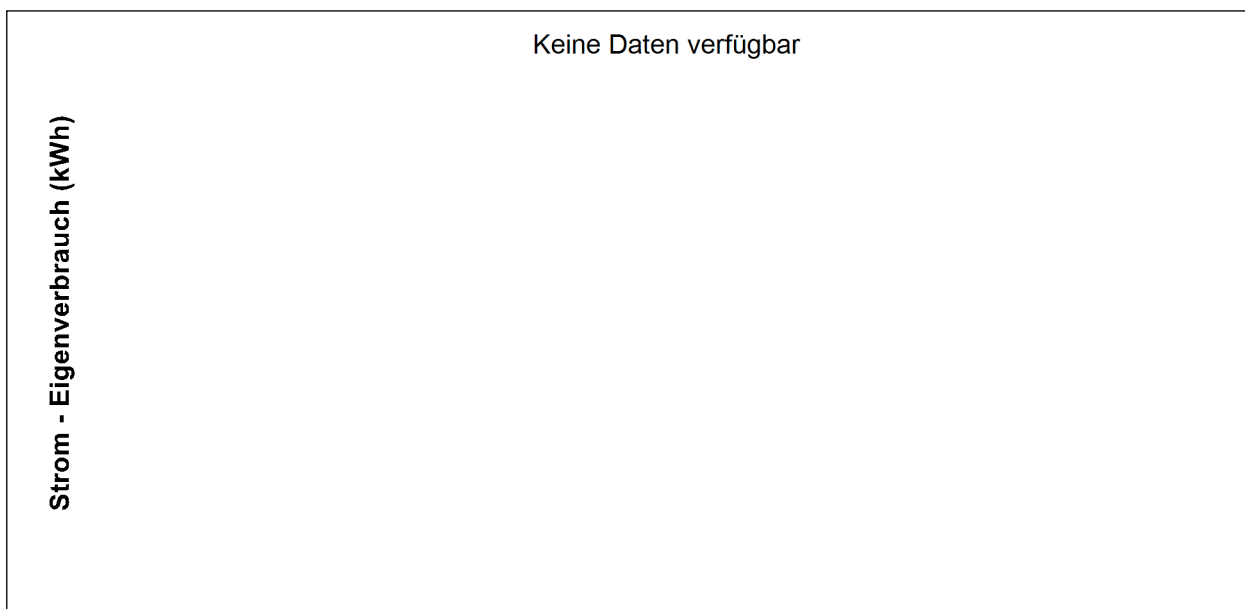 Keine Daten verfügbar
Strom - Eigenverbrauch (kWh)